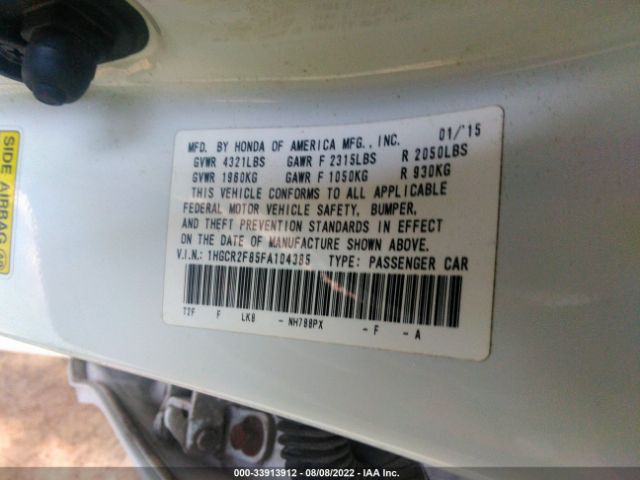 MFD. BY HONDA OF AMERICA MFG., INC. 01/'15
GVWR 4321LBS GAWR F 2315LBS R 2050LBS
GVWR 1960KG GAWR F 1050KG R 930KG
THIS VEHICLE CONFORMS TO ALL APPLICABLE
FEDERAL MOTOR VEHICLE SAFETY, BUMPER,
AND THEFT PREVENTION STANDARDS IN EFFECT
ON THE DATE OF MANUFACTURE SHOWN ABOVE.
V.I.N.: 1HGCR2F85FA104385 TYPE: PASSENGER CAR
T2F F LK8 - NH788PX - F - A
SIDE AIRBAG
000-33913912 - 08/08/2022 - IAA Inc.